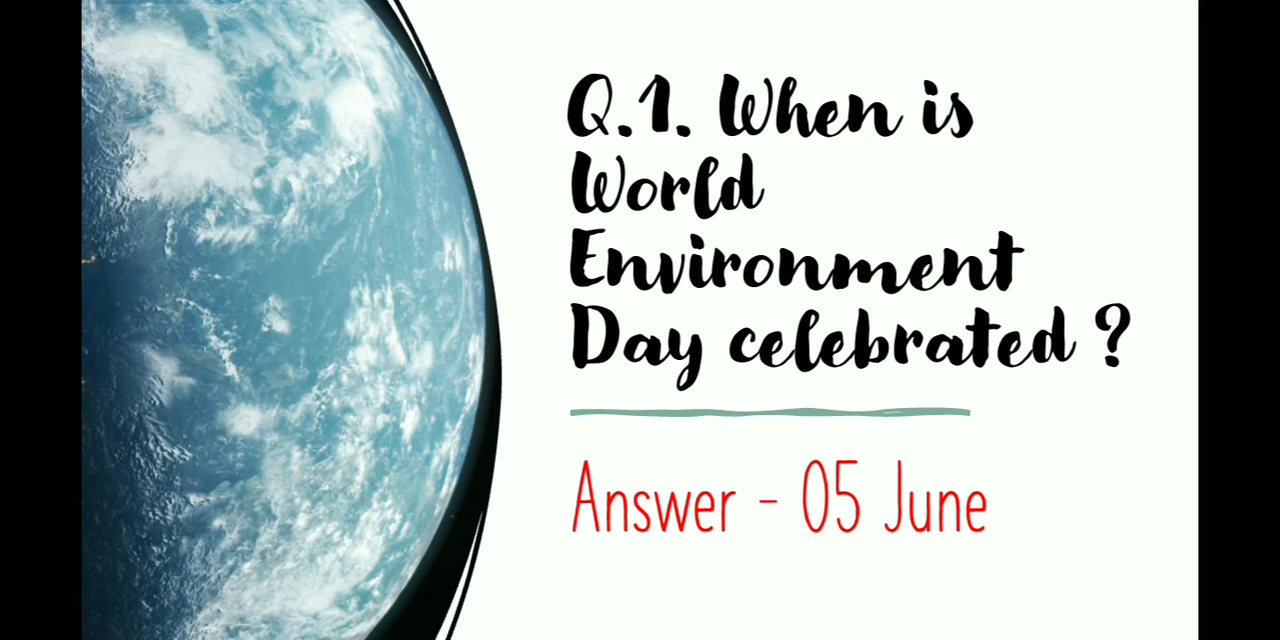 Q.1. When is
World
Environment
Day celebrated ?
Answer - 05 June